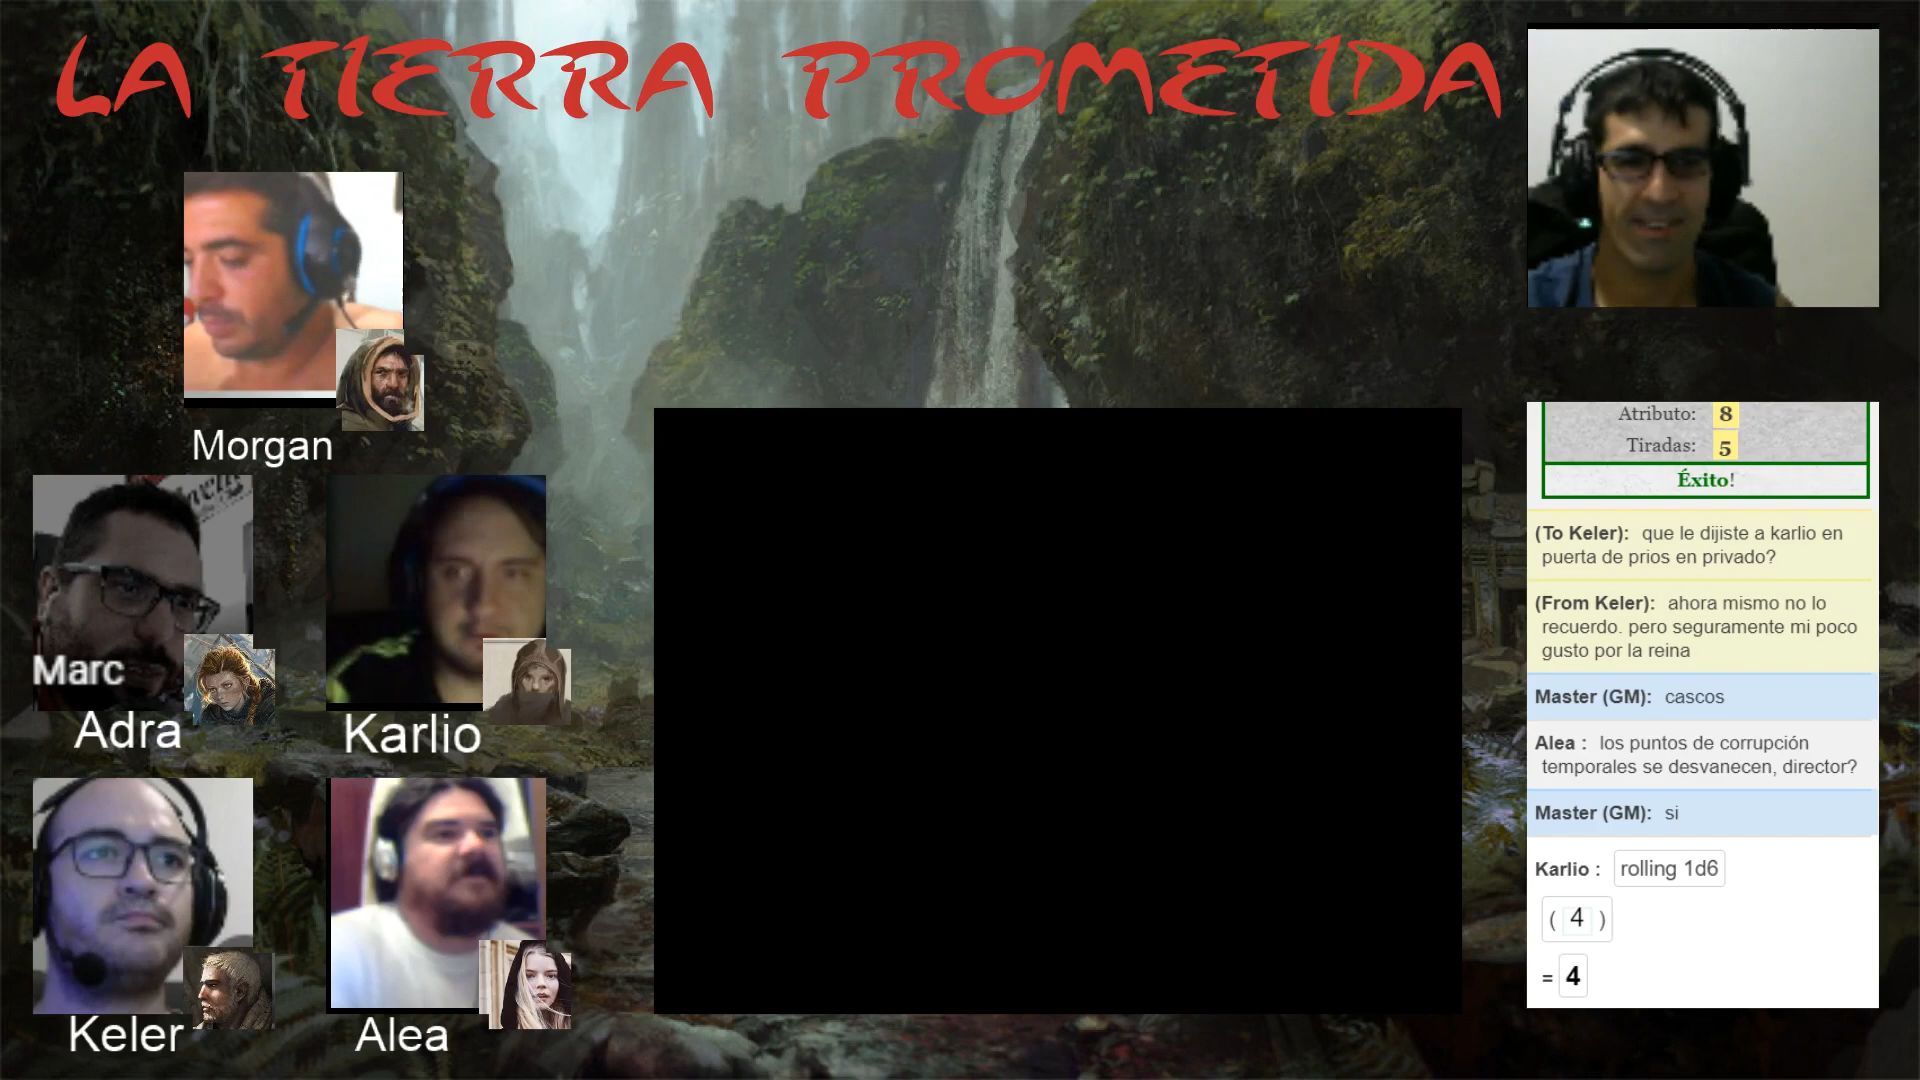 LA TIERRA PROMETIDA
Morgan
Marc
Adra
Karlio
Keler
Alea
Atributo: 8
Tiradas: 5
Éxito!
(To Keler): que le dijiste a karlio en
puerta de prios en privado?
(From Keler): ahora mismo no lo
recuerdo. pero seguramente mi poco
gusto por la reina
Master (GM): cascos
Alea : los puntos de corrupción
temporales se desvanecen, director?
Master (GM): si
Karlio : rolling 1d6
( 4 )
= 4